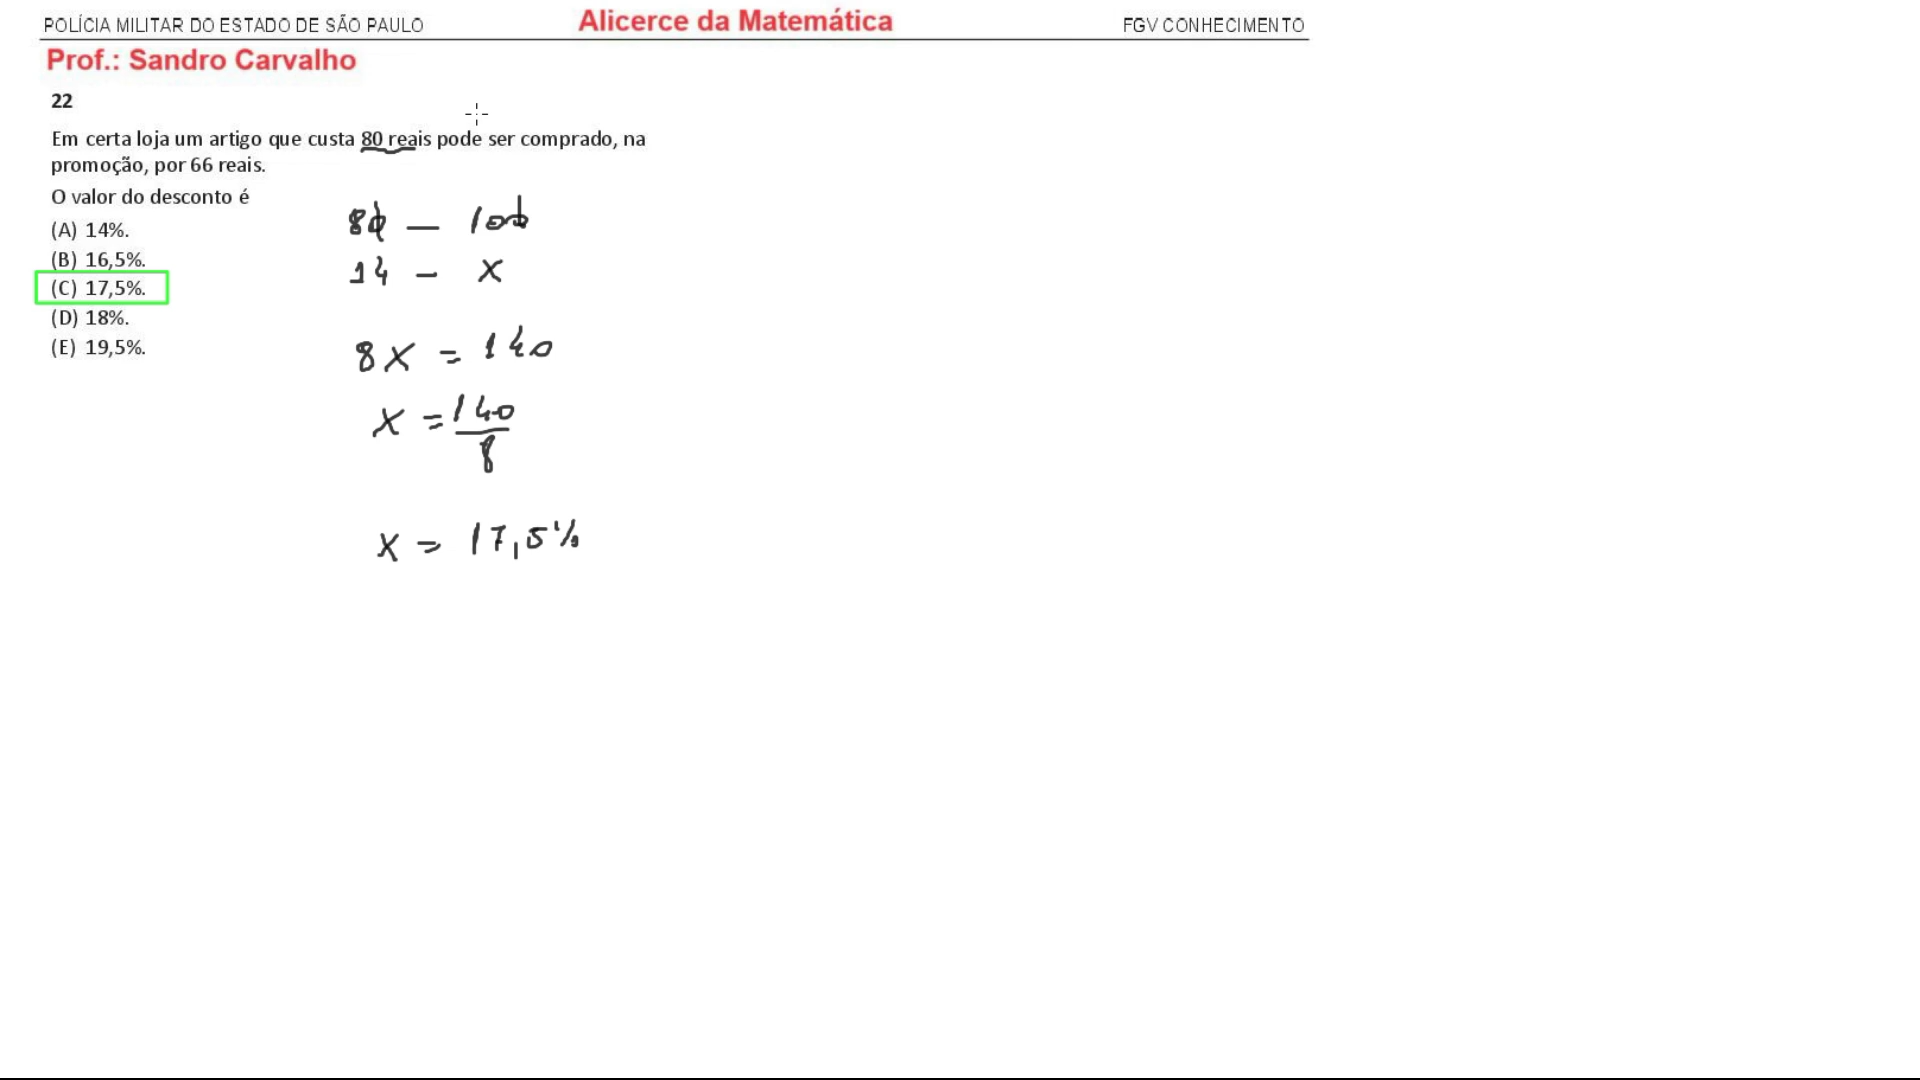 POLÍCIA MILITAR DO ESTADO DE SÃO PAULO Alicerce da Matemática FGV CONHECIMENTO
Prof.: Sandro Carvalho
22
Em certa loja um artigo que custa 80 reais pode ser comprado, na
promoção, por 66 reais.
O valor do desconto é
(A) 14%.
(B) 16,5%.
(C) 17,5%.
(D) 18%.
(E) 19,5%.
80 — 100
14 - x
8x = 140
x = 140
8
x = 17,5%